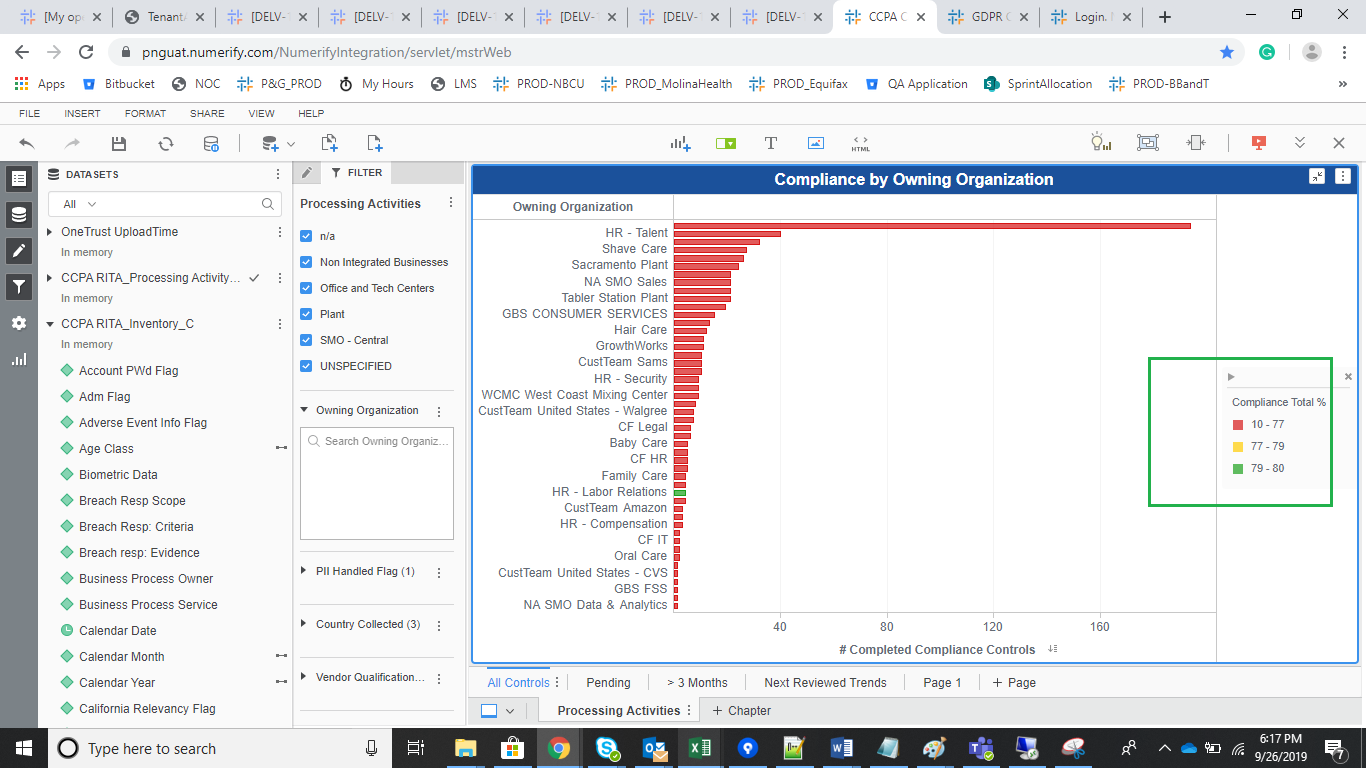 [My op
TenantA
[DELV-
[DELV-
[DELV-
[DELV-
[DELV-
[DELV-
CCPA C
GDPR C
Login.
pnguat.numerify.com/NumerifyIntegration/servlet/mstrWeb
Apps
Bitbucket
NOC
P&G_PROD
My Hours
LMS
PROD-NBCU
PROD_MolinaHealth
PROD_Equifax
QA Application
SprintAllocation
PROD-BBandT
FILE
INSERT
FORMAT
SHARE
VIEW
HELP
HTML
DATASETS
All
OneTrust UploadTime
In memory
CCPA RITA_Processing Activity...
In memory
CCPA RITA_Inventory_C
In memory
Account PWd Flag
Adm Flag
Adverse Event Info Flag
Age Class
Biometric Data
Breach Resp Scope
Breach Resp: Criteria
Breach resp: Evidence
Business Process Owner
Business Process Service
Calendar Date
Calendar Month
Calendar Year
California Relevancy Flag
FILTER
Processing Activities
n/a
Non Integrated Businesses
Office and Tech Centers
Plant
SMO - Central
UNSPECIFIED
Owning Organization
Search Owning Organiz...
PII Handled Flag (1)
Country Collected (3)
Vendor Qualification...
Compliance by Owning Organization
Owning Organization
HR - Talent
Shave Care
Sacramento Plant
NA SMO Sales
Tabler Station Plant
GBS CONSUMER SERVICES
Hair Care
GrowthWorks
CustTeam Sams
HR - Security
WCMC West Coast Mixing Center
CustTeam United States - Walgree
CF Legal
Baby Care
CF HR
Family Care
HR - Labor Relations
CustTeam Amazon
HR - Compensation
CF IT
Oral Care
CustTeam United States - CVS
GBS FSS
NA SMO Data & Analytics
40
80
120
160
# Completed Compliance Controls
Compliance Total %
10 - 77
77 - 79
79 - 80
All Controls
Pending
> 3 Months
Next Reviewed Trends
Page 1
+ Page
Processing Activities
+ Chapter
Type here to search
6:17 PM
9/26/2019
7